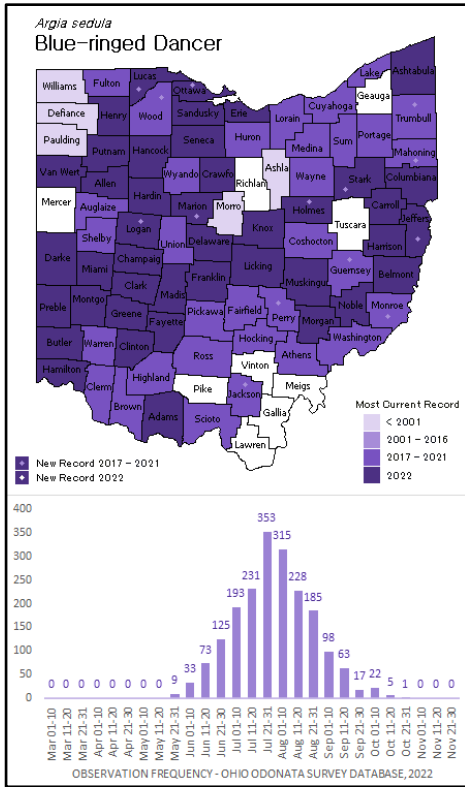 Argia sedula
Blue-ringed Dancer
Williams
Fulton
Lucas
Ottawa
Lake
Ashtabula
Geauga
Defiance
Henry
Wood
Sandusky
Erie
Lorain
Cuyahoga
Trumbull
Paulding
Putnam
Hancock
Seneca
Huron
Medina
Sum
Portage
Mahoning
Van Wert
Allen
Wyando
Crawfo
Richlan
Ashla
Wayne
Stark
Columbiana
Mercer
Auglaize
Hardin
Marion
Morro
Holmes
Carroll
Tuscara
Jeffers
Shelby
Logan
Union
Delaware
Knox
Coshocton
Harrison
Darke
Miami
Champaig
Licking
Muskingu
Guernsey
Belmont
Clark
Franklin
Preble
Montgo
Madis
Greene
Fayette
Pickawa
Fairfield
Perry
Morgan
Noble
Monroe
Butler
Warren
Clinton
Hocking
Athens
Washington
Hamilton
Clerm
Highland
Ross
Vinton
Meigs
Brown
Adams
Pike
Scioto
Jackson
Gallia
Lawren
Most Current Record
< 2001
2001 - 2016
2017 - 2021
2022
New Record 2017 - 2021
New Record 2022
400
350
300
250
200
150
100
50
0
0 0 0 0 0 0 0 0 9 33 73 125 193 231 353 315 228 185 98 63 17 22 5 1 0 0 0
Mar 01-10
Mar 11-20
Mar 21-31
Apr 01-10
Apr 11-20
Apr 21-30
May 01-10
May 11-20
May 21-31
Jun 01-10
Jun 11-20
Jun 21-30
Jul 01-10
Jul 11-20
Jul 21-31
Aug 01-10
Aug 11-20
Aug 21-31
Sep 01-10
Sep 11-20
Sep 21-30
Oct 01-10
Oct 11-20
Oct 21-31
Nov 01-10
Nov 11-20
Nov 21-30
OBSERVATION FREQUENCY - OHIO ODONATA SURVEY DATABASE, 2022